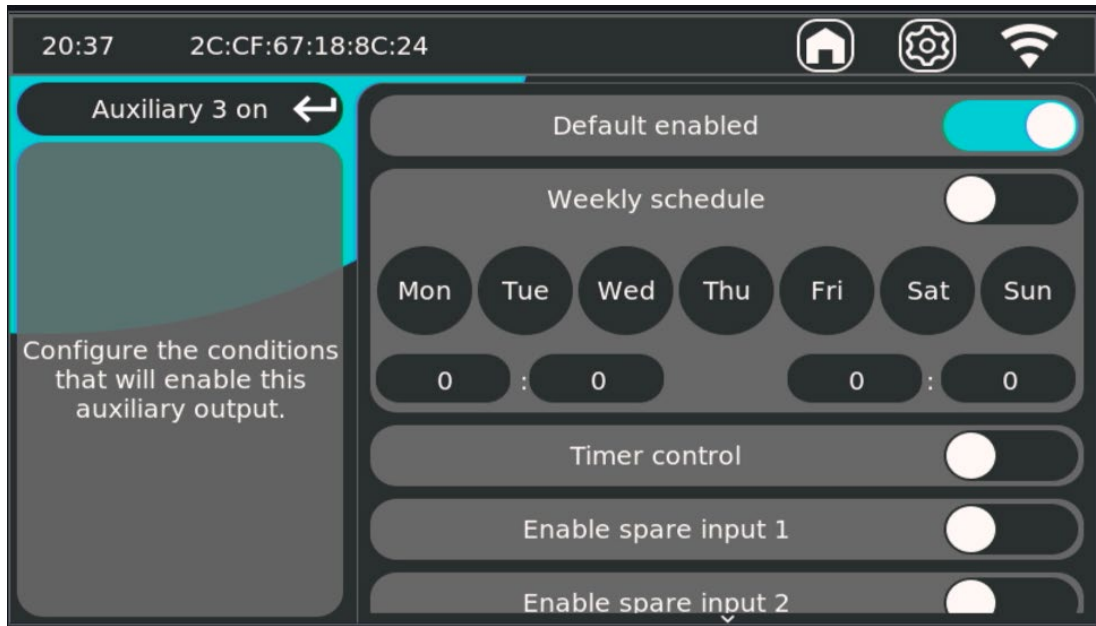 20:37 2C:CF:67:18:8C:24
Auxiliary 3 on
Configure the conditions
that will enable this
auxiliary output.
Default enabled
Weekly schedule
Mon Tue Wed Thu Fri Sat Sun
0 : 0 0 : 0
Timer control
Enable spare input 1
Enable spare input 2